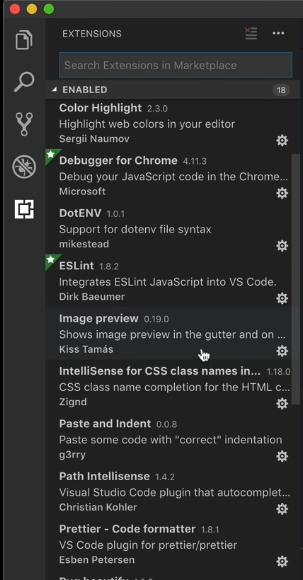 EXTENSIONS
Search Extensions in Marketplace
ENABLED 18
Color Highlight 2.3.0
Highlight web colors in your editor
Sergii Naumov
Debugger for Chrome 4.11.3
Debug your JavaScript code in the Chrome...
Microsoft
DotENV 1.0.1
Support for dotenv file syntax
mikestead
ESLint 1.8.2
Integrates ESLint JavaScript into VS Code.
Dirk Baeumer
Image preview 0.19.0
Shows image preview in the gutter and on ...
Kiss Tamás
IntelliSense for CSS class names in... 1.18.0
CSS class name completion for the HTML c...
Zignd
Paste and Indent 0.0.8
Paste some code with "correct" indentation
g3rry
Path Intellisense 1.4.2
Visual Studio Code plugin that autocomplet...
Christian Kohler
Prettier - Code formatter 1.8.1
VS Code plugin for prettier/prettier
Esben Petersen